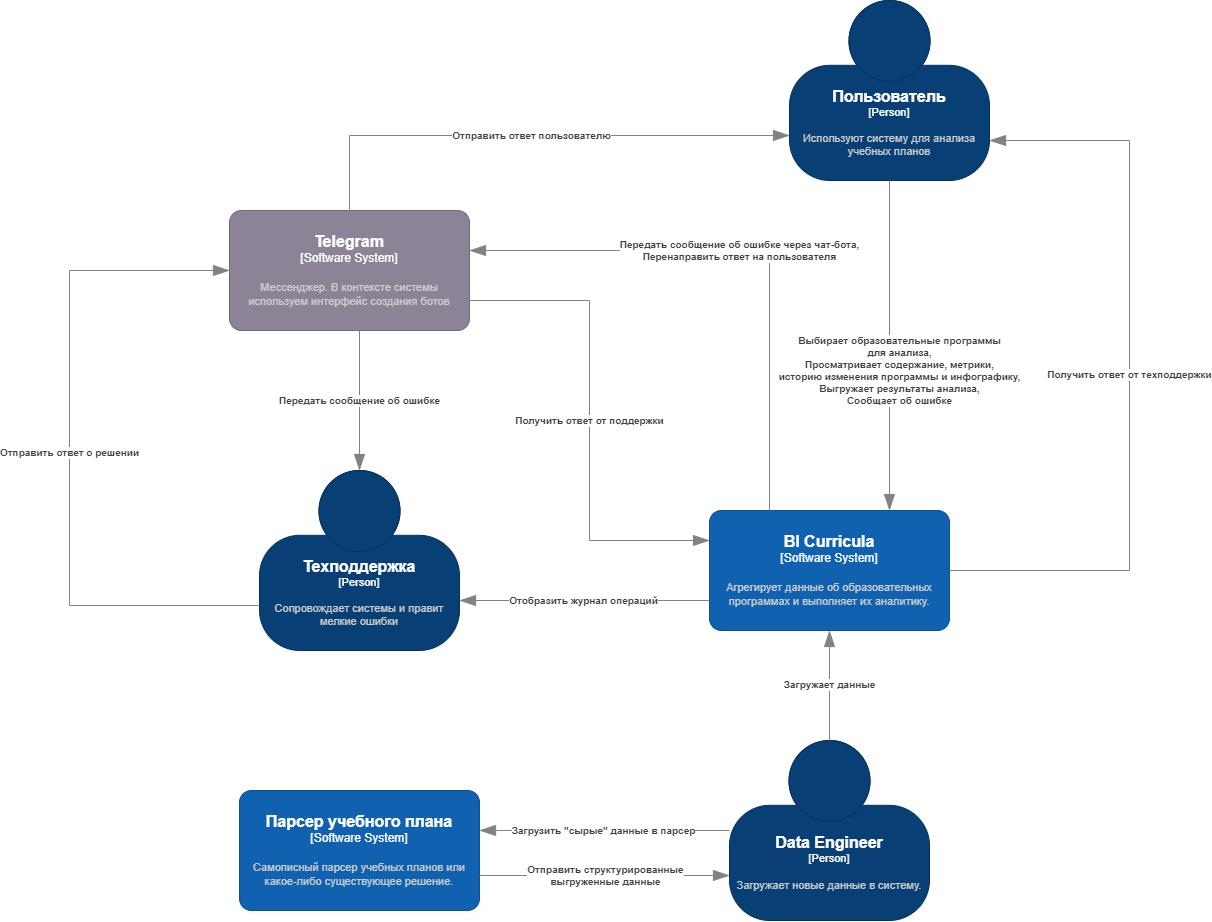 Пользователь
[Person]
Используют систему для анализа
учебных планов
Отправить ответ пользователю
Telegram
[Software System]
Мессенджер. В контексте системы
используем интерфейс создания ботов
Передать сообщение об ошибке через чат-бота,
Перенаправить ответ на пользователя
Выбирает образовательные программы
для анализа,
Просматривает содержание, метрики,
историю изменения программы и инфографику,
Выгружает результаты анализа,
Сообщает об ошибке
Получить ответ от техподдержки
Передать сообщение об ошибке
Получить ответ от поддержки
Отправить ответ о решении
Техподдержка
[Person]
Сопровождает системы и правит
мелкие ошибки
BI Curricula
[Software System]
Агрегирует данные об образовательных
программах и выполняет их аналитику.
Отобразить журнал операций
Загружает данные
Парсер учебного плана
[Software System]
Самописный парсер учебных планов или
какое-либо существующее решение.
Загрузить "сырые" данные в парсер
Отправить структурированные
выгруженные данные
Data Engineer
[Person]
Загружает новые данные в систему.